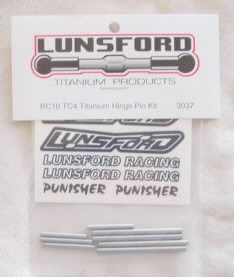 LUNSFORD
TITANIUM PRODUCTS
RC10 TC4 Titanium Hinge Pin Kit 3037
LUNSFORD
LUNSFORD RACING
LUNSFORD RACING
PUNISHER PUNISHER